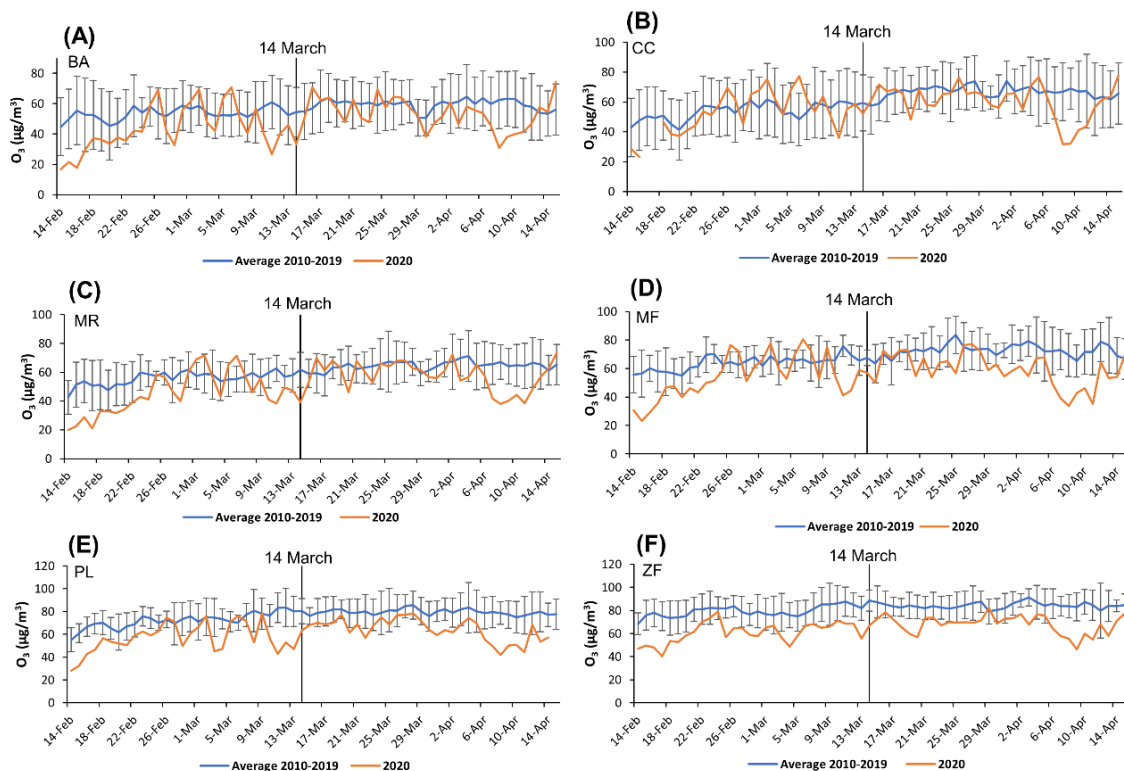 (A)
BA
14 March
O₃ (µg/m³)
80
60
40
20
0
14-Feb 18-Feb 22-Feb 26-Feb 1-Mar 5-Mar 9-Mar 13-Mar 17-Mar 21-Mar 25-Mar 29-Mar 2-Apr 6-Apr 10-Apr 14-Apr
Average 2010-2019 2020
(B)
CC
14 March
O₃ (µg/m³)
100
80
60
40
20
0
14-Feb 18-Feb 22-Feb 26-Feb 1-Mar 5-Mar 9-Mar 13-Mar 17-Mar 21-Mar 25-Mar 29-Mar 2-Apr 6-Apr 10-Apr 14-Apr
Average 2010-2019 2020
(C)
MR
14 March
O₃ (µg/m³)
100
80
60
40
20
0
14-Feb 18-Feb 22-Feb 26-Feb 1-Mar 5-Mar 9-Mar 13-Mar 17-Mar 21-Mar 25-Mar 29-Mar 2-Apr 6-Apr 10-Apr 14-Apr
Average 2010-2019 2020
(D)
MF
14 March
O₃ (µg/m³)
100
80
60
40
20
0
14-Feb 18-Feb 22-Feb 26-Feb 1-Mar 5-Mar 9-Mar 13-Mar 17-Mar 21-Mar 25-Mar 29-Mar 2-Apr 6-Apr 10-Apr 14-Apr
Average 2010-2019 2020
(E)
PL
14 March
O₃ (µg/m³)
120
100
80
60
40
20
0
14-Feb 18-Feb 22-Feb 26-Feb 1-Mar 5-Mar 9-Mar 13-Mar 17-Mar 21-Mar 25-Mar 29-Mar 2-Apr 6-Apr 10-Apr 14-Apr
Average 2010-2019 2020
(F)
ZF
14 March
O₃ (µg/m³)
120
100
80
60
40
20
0
14-Feb 18-Feb 22-Feb 26-Feb 1-Mar 5-Mar 9-Mar 13-Mar 17-Mar 21-Mar 25-Mar 29-Mar 2-Apr 6-Apr 10-Apr 14-Apr
Average 2010-2019 2020